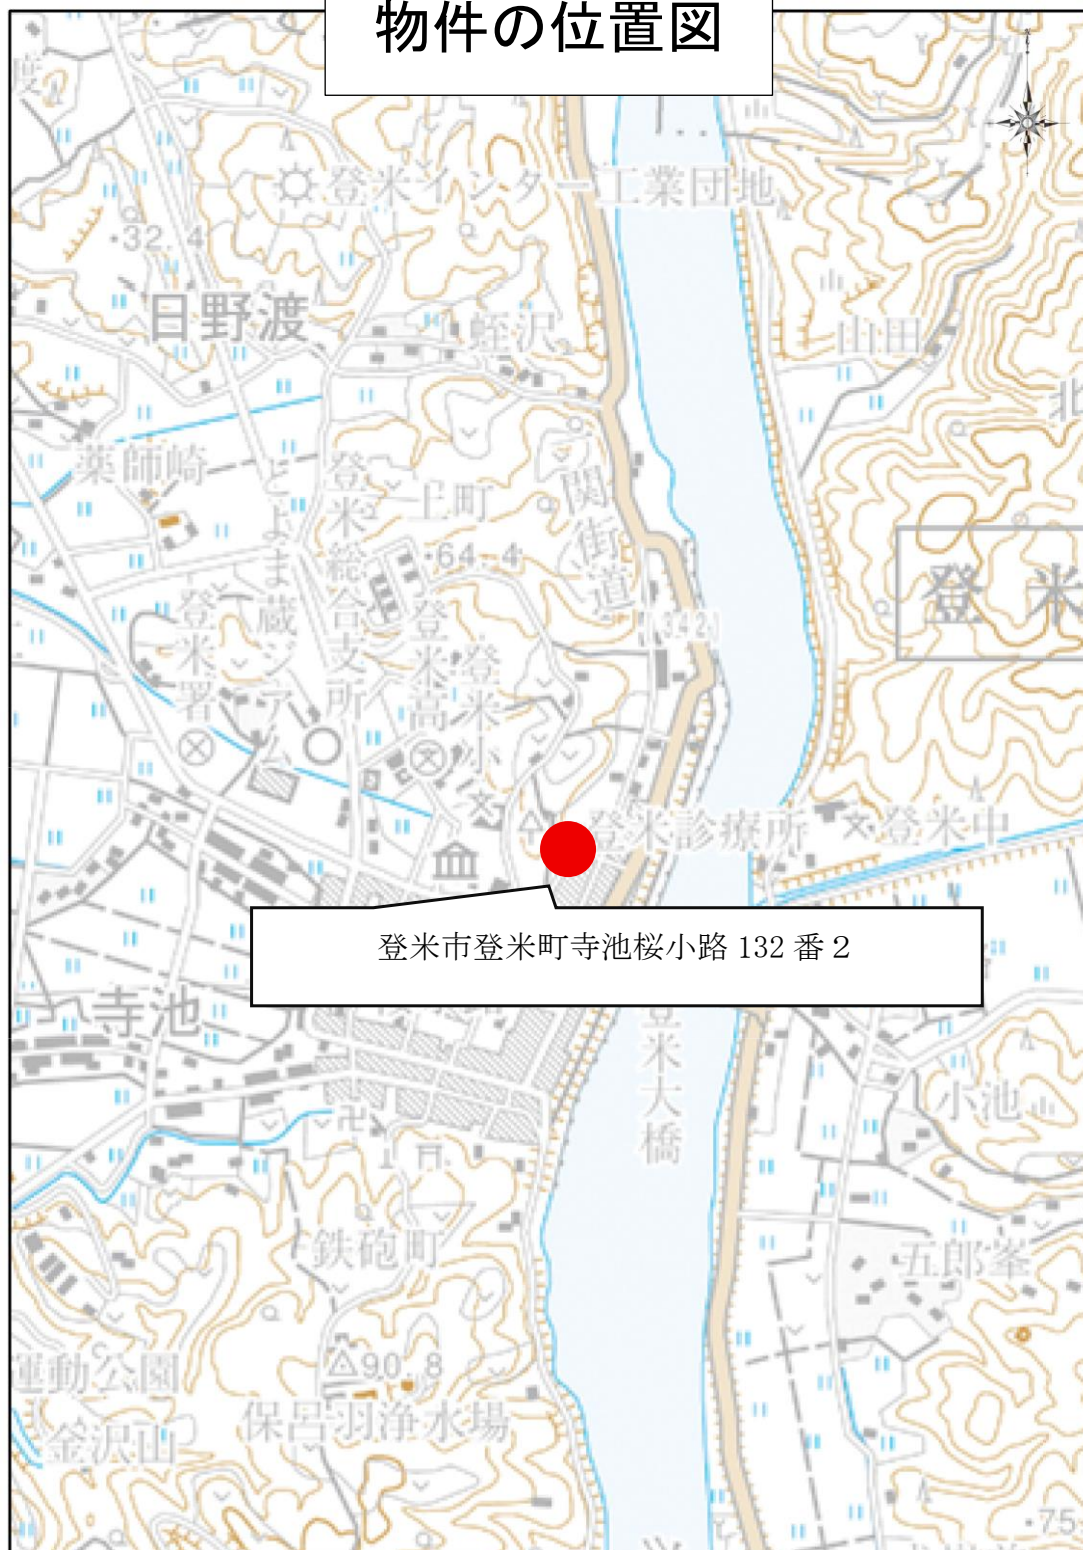 物件の位置図
登米インター工業団地
・32.4
日野渡
蛭沢
山田
北
薬師崎
登米総合支所
上町
一関街道
とよま蔵ジアム
・64.4
登米
登米署
登米高
登米小
342
登米診療所
登米中
登米市登米町寺池桜小路 132 番２
寺池
登米大橋
小池
鉄砲町
五郎峯
運動公園
90.8
保呂羽浄水場
金沢山
・75